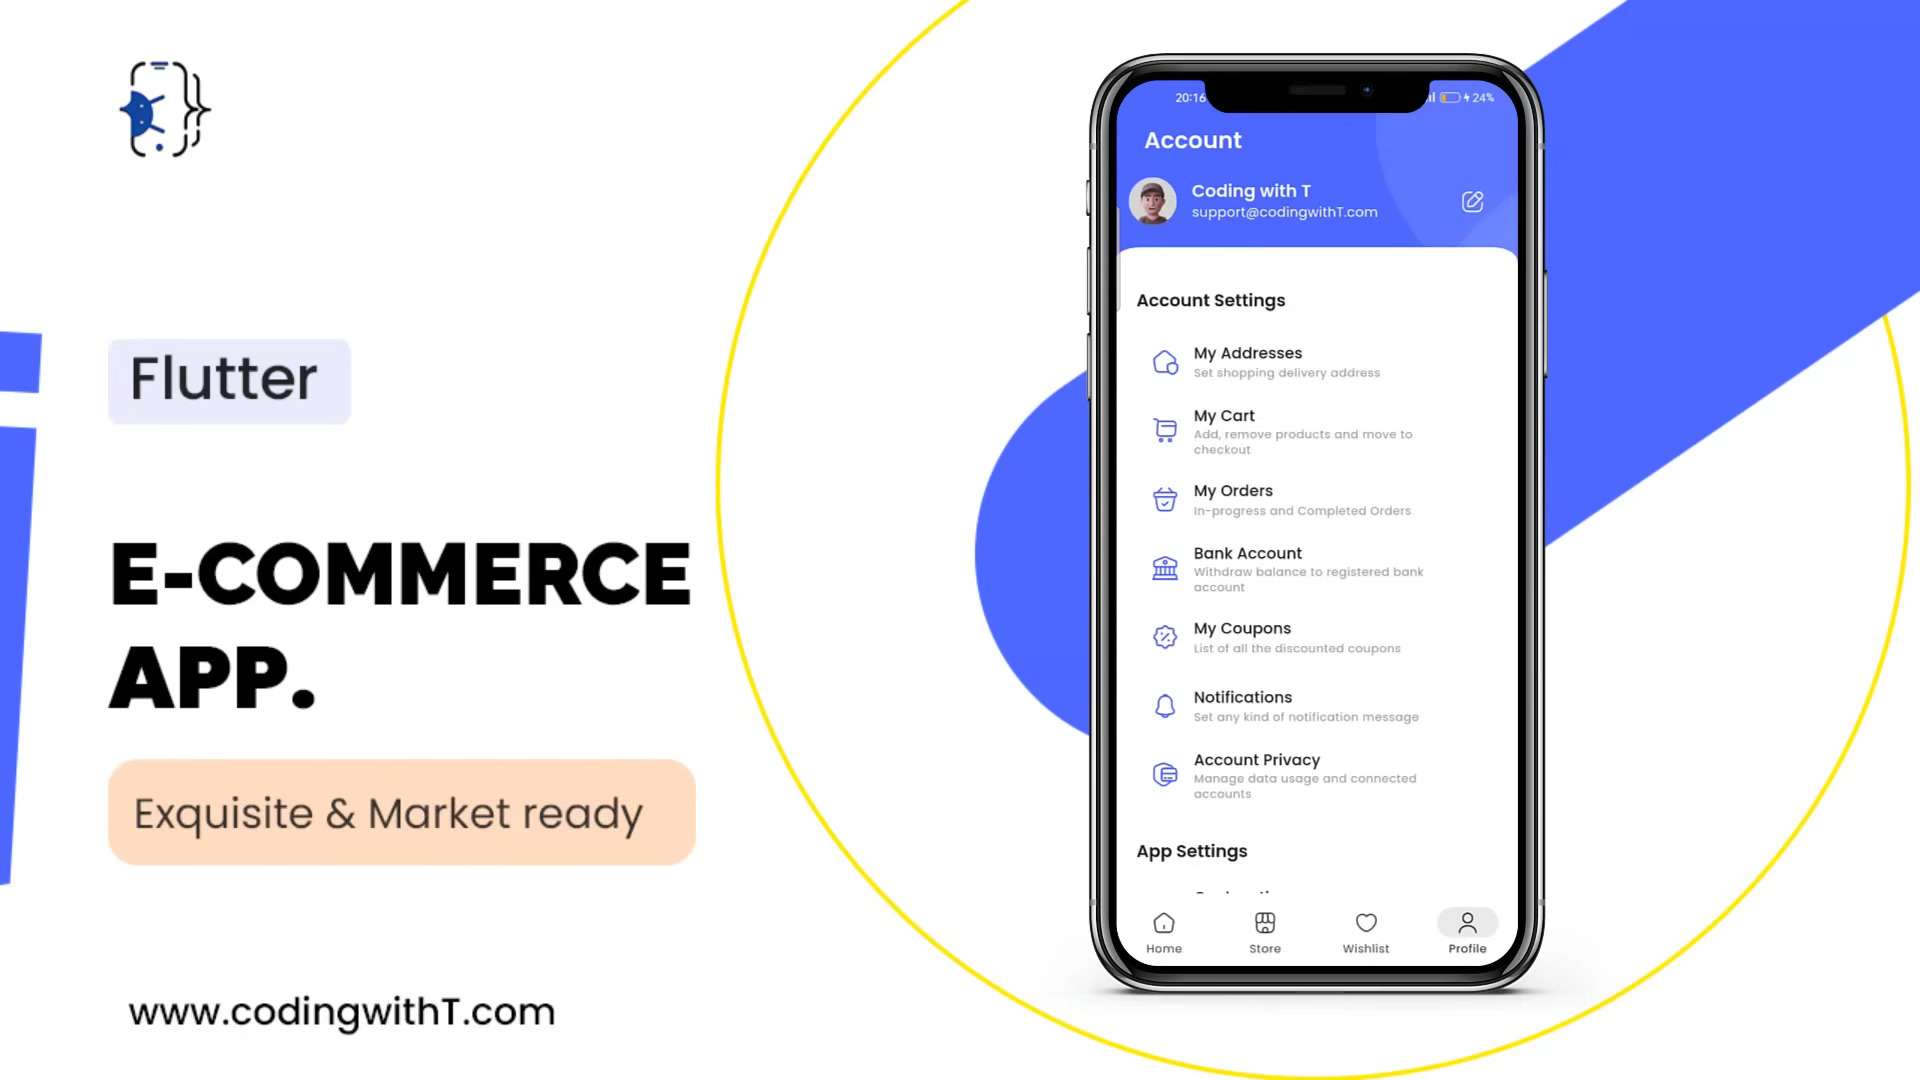 Flutter
E-COMMERCE
APP.
Exquisite & Market ready
www.codingwithT.com
20:16
24%
Account
Coding with T
support@codingwithT.com
Account Settings
My Addresses
Set shopping delivery address
My Cart
Add, remove products and move to
checkout
My Orders
In-progress and Completed Orders
Bank Account
Withdraw balance to registered bank
account
My Coupons
List of all the discounted coupons
Notifications
Set any kind of notification message
Account Privacy
Manage data usage and connected
accounts
App Settings
Home
Store
Wishlist
Profile